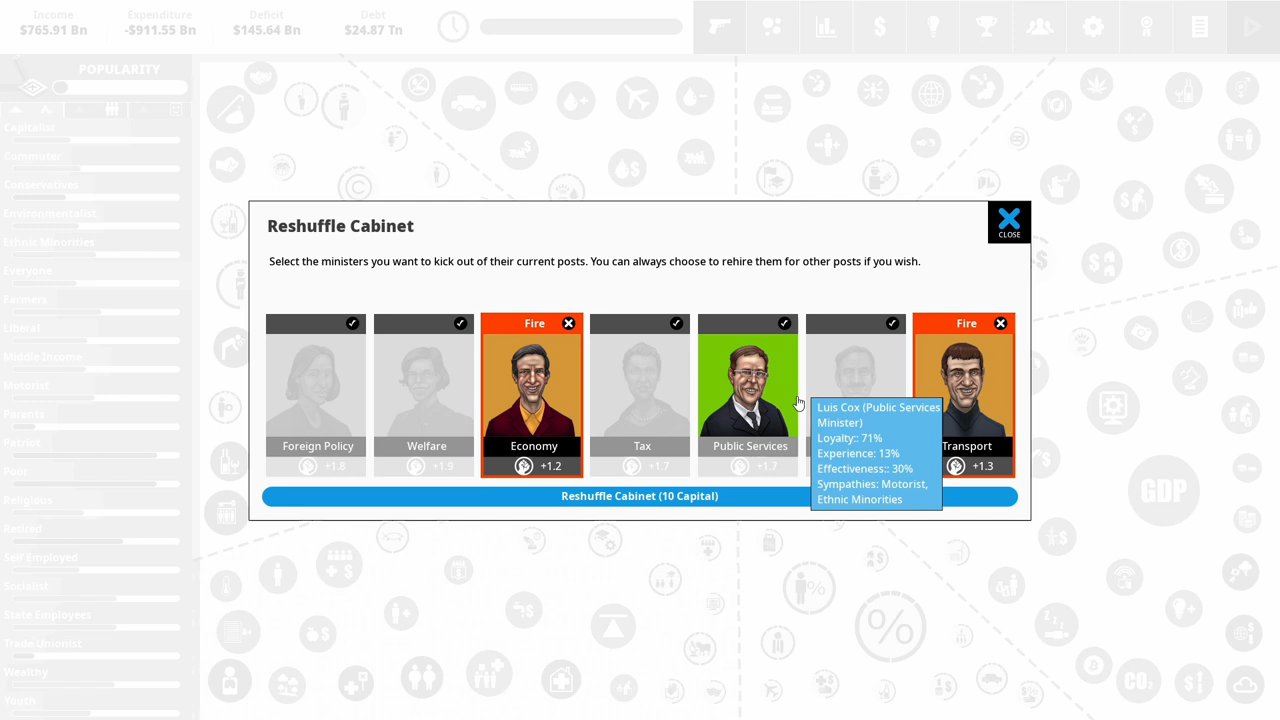 Income
Expenditure
Deficit
Debt
$765.91 Bn
-$911.55 Bn
$145.64 Bn
$24.87 Tn
POPULARITY
Capitalist
Commuter
Conservatives
Environmentalist
Ethnic Minorities
Everyone
Farmers
Liberal
Middle Income
Motorist
Parents
Patriot
Poor
Religious
Retired
Self Employed
Socialist
State Employees
Trade Unionist
Wealthy
Youth
Reshuffle Cabinet
CLOSE
Select the ministers you want to kick out of their current posts. You can always choose to rehire them for other posts if you wish.
Fire
Fire
Foreign Policy
Welfare
Economy
Tax
Public Services
Transport
+1.8
+1.9
+1.2
+1.7
+1.7
+1.3
Luis Cox (Public Services
Minister)
Loyalty:: 71%
Experience: 13%
Effectiveness:: 30%
Sympathies: Motorist,
Ethnic Minorities
Reshuffle Cabinet (10 Capital)
GDP
CO₂